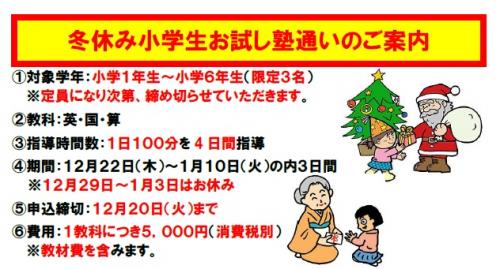 冬休み小学生お試し塾通いのご案内
①対象学年：小学１年生～小学６年生（限定３名）
※定員になり次第、締め切らせていただきます。
②教科：英・国・算
③指導時間数：１日１００分を４日間指導
④期間：１２月２２日（木）～１月１０日（火）の内３日間
※１２月２９日～１月３日はお休み
⑤申込締切：１２月２０日（火）まで
⑥費用：１教科につき５，０００円（消費税別）
※教材費を含みます。